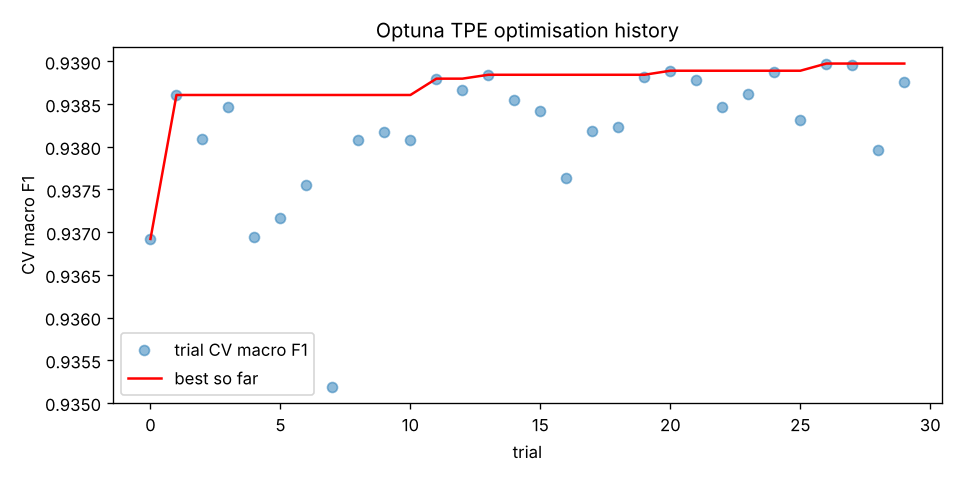 Optuna TPE optimisation history
CV macro F1
0.9390
0.9385
0.9380
0.9375
0.9370
0.9365
0.9360
0.9355
0.9350
trial CV macro F1
best so far
0 5 10 15 20 25 30
trial